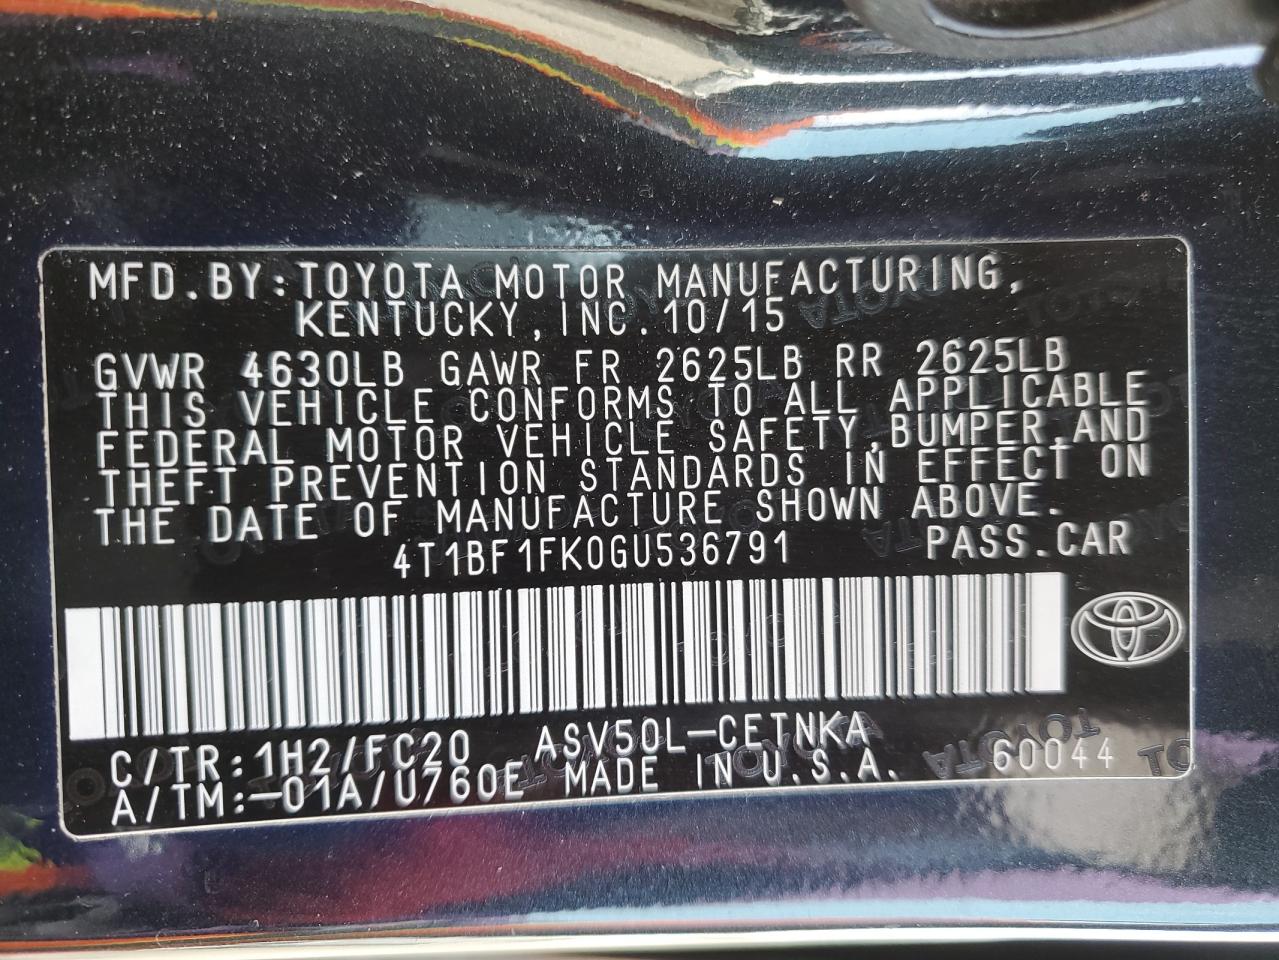 MFD.BY:TOYOTA MOTOR MANUFACTURING,
KENTUCKY,INC.10/15
GVWR 4630LB GAWR FR 2625LB RR 2625LB
THIS VEHICLE CONFORMS TO ALL APPLICABLE
FEDERAL MOTOR VEHICLE SAFETY,BUMPER,AND
THEFT PREVENTION STANDARDS IN EFFECT ON
THE DATE OF MANUFACTURE SHOWN ABOVE.
4T1BF1FK0GU536791 PASS.CAR
C/TR:1H2/FC20 ASV50L-CETNKA
A/TM:-01A/U760E MADE IN U.S.A. 60044